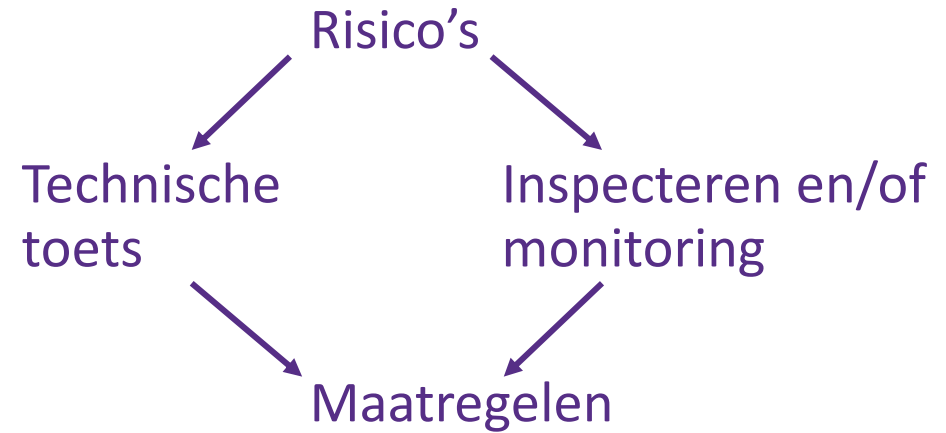 Risico’s
Technische
toets
Inspecteren en/of
monitoring
Maatregelen